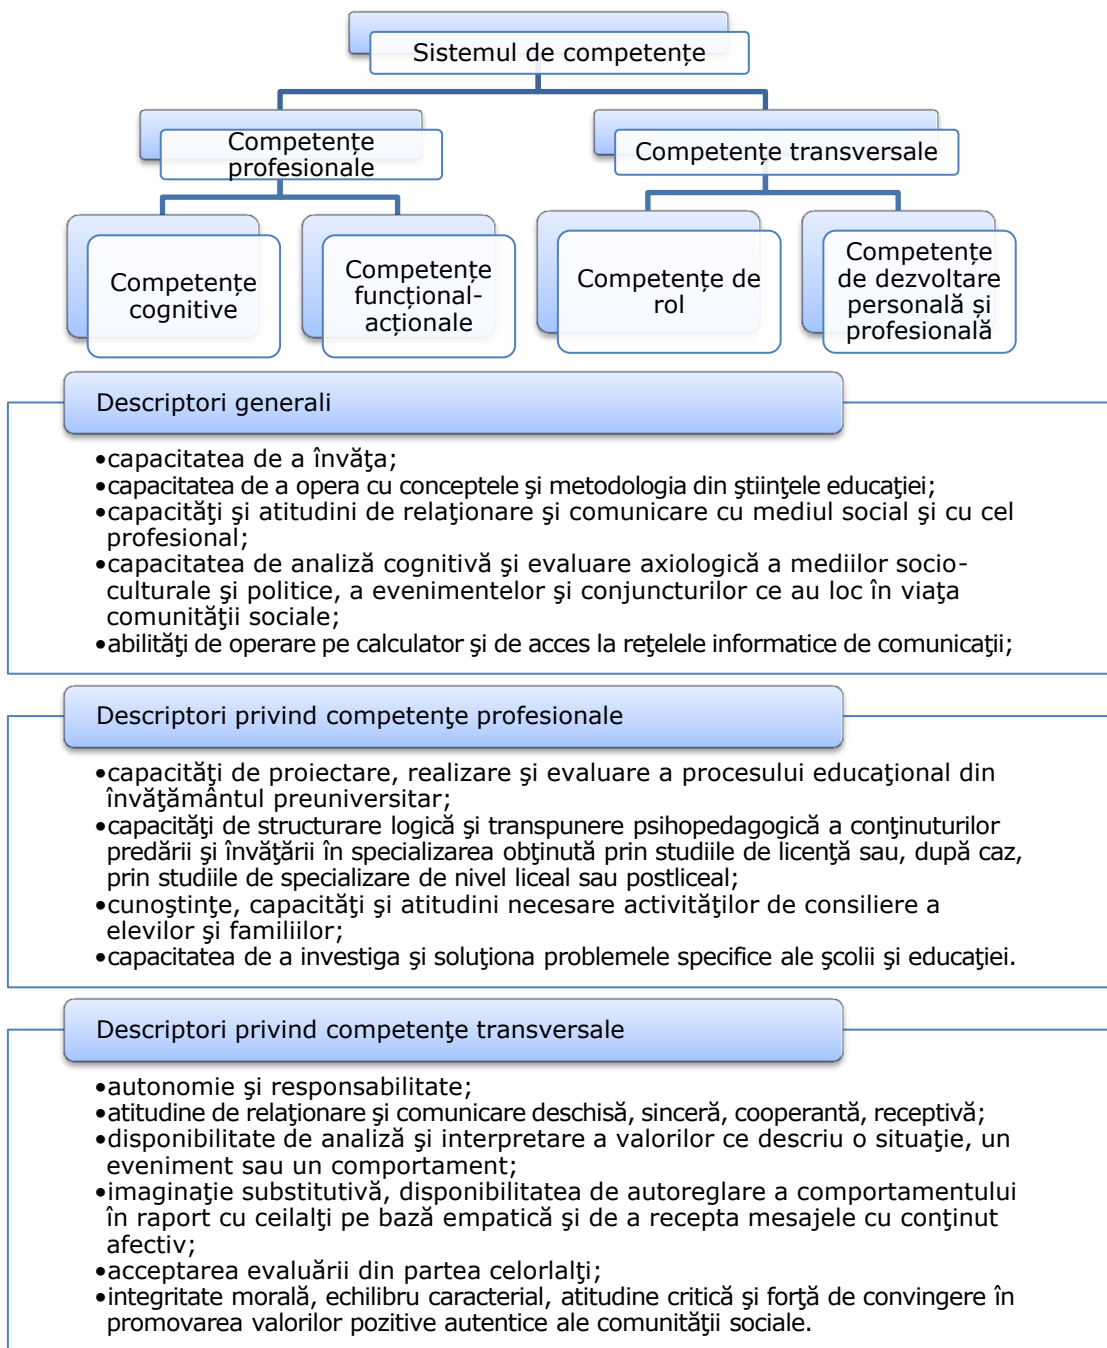 Sistemul de competențe
Competențe
profesionale
Competențe transversale
Competențe
cognitive
Competențe
funcțional-
acționale
Competențe de
rol
Competențe
de dezvoltare
personală și
profesională
Descriptori generali
•capacitatea de a învăţa;
•capacitatea de a opera cu conceptele şi metodologia din ştiinţele educaţiei;
•capacităţi şi atitudini de relaţionare şi comunicare cu mediul social şi cu cel
profesional;
•capacitatea de analiză cognitivă şi evaluare axiologică a mediilor socio-
culturale şi politice, a evenimentelor şi conjuncturilor ce au loc în viaţa
comunităţii sociale;
•abilităţi de operare pe calculator şi de acces la reţelele informatice de comunicaţii;
Descriptori privind competenţe profesionale
•capacităţi de proiectare, realizare şi evaluare a procesului educaţional din
învăţământul preuniversitar;
•capacităţi de structurare logică şi transpunere psihopedagogică a conţinuturilor
predării şi învăţării în specializarea obţinută prin studiile de licenţă sau, după caz,
prin studiile de specializare de nivel liceal sau postliceal;
•cunoştinţe, capacităţi şi atitudini necesare activităţilor de consiliere a
elevilor şi familiilor;
•capacitatea de a investiga şi soluţiona problemele specifice ale şcolii şi educaţiei.
Descriptori privind competenţe transversale
•autonomie şi responsabilitate;
•atitudine de relaţionare şi comunicare deschisă, sinceră, cooperantă, receptivă;
•disponibilitate de analiză şi interpretare a valorilor ce descriu o situaţie, un
eveniment sau un comportament;
•imaginaţie substitutivă, disponibilitatea de autoreglare a comportamentului
în raport cu ceilalţi pe bază empatică şi de a recepta mesajele cu conţinut
afectiv;
•acceptarea evaluării din partea celorlalţi;
•integritate morală, echilibru caracterial, atitudine critică şi forţă de convingere în
promovarea valorilor pozitive autentice ale comunităţii sociale.